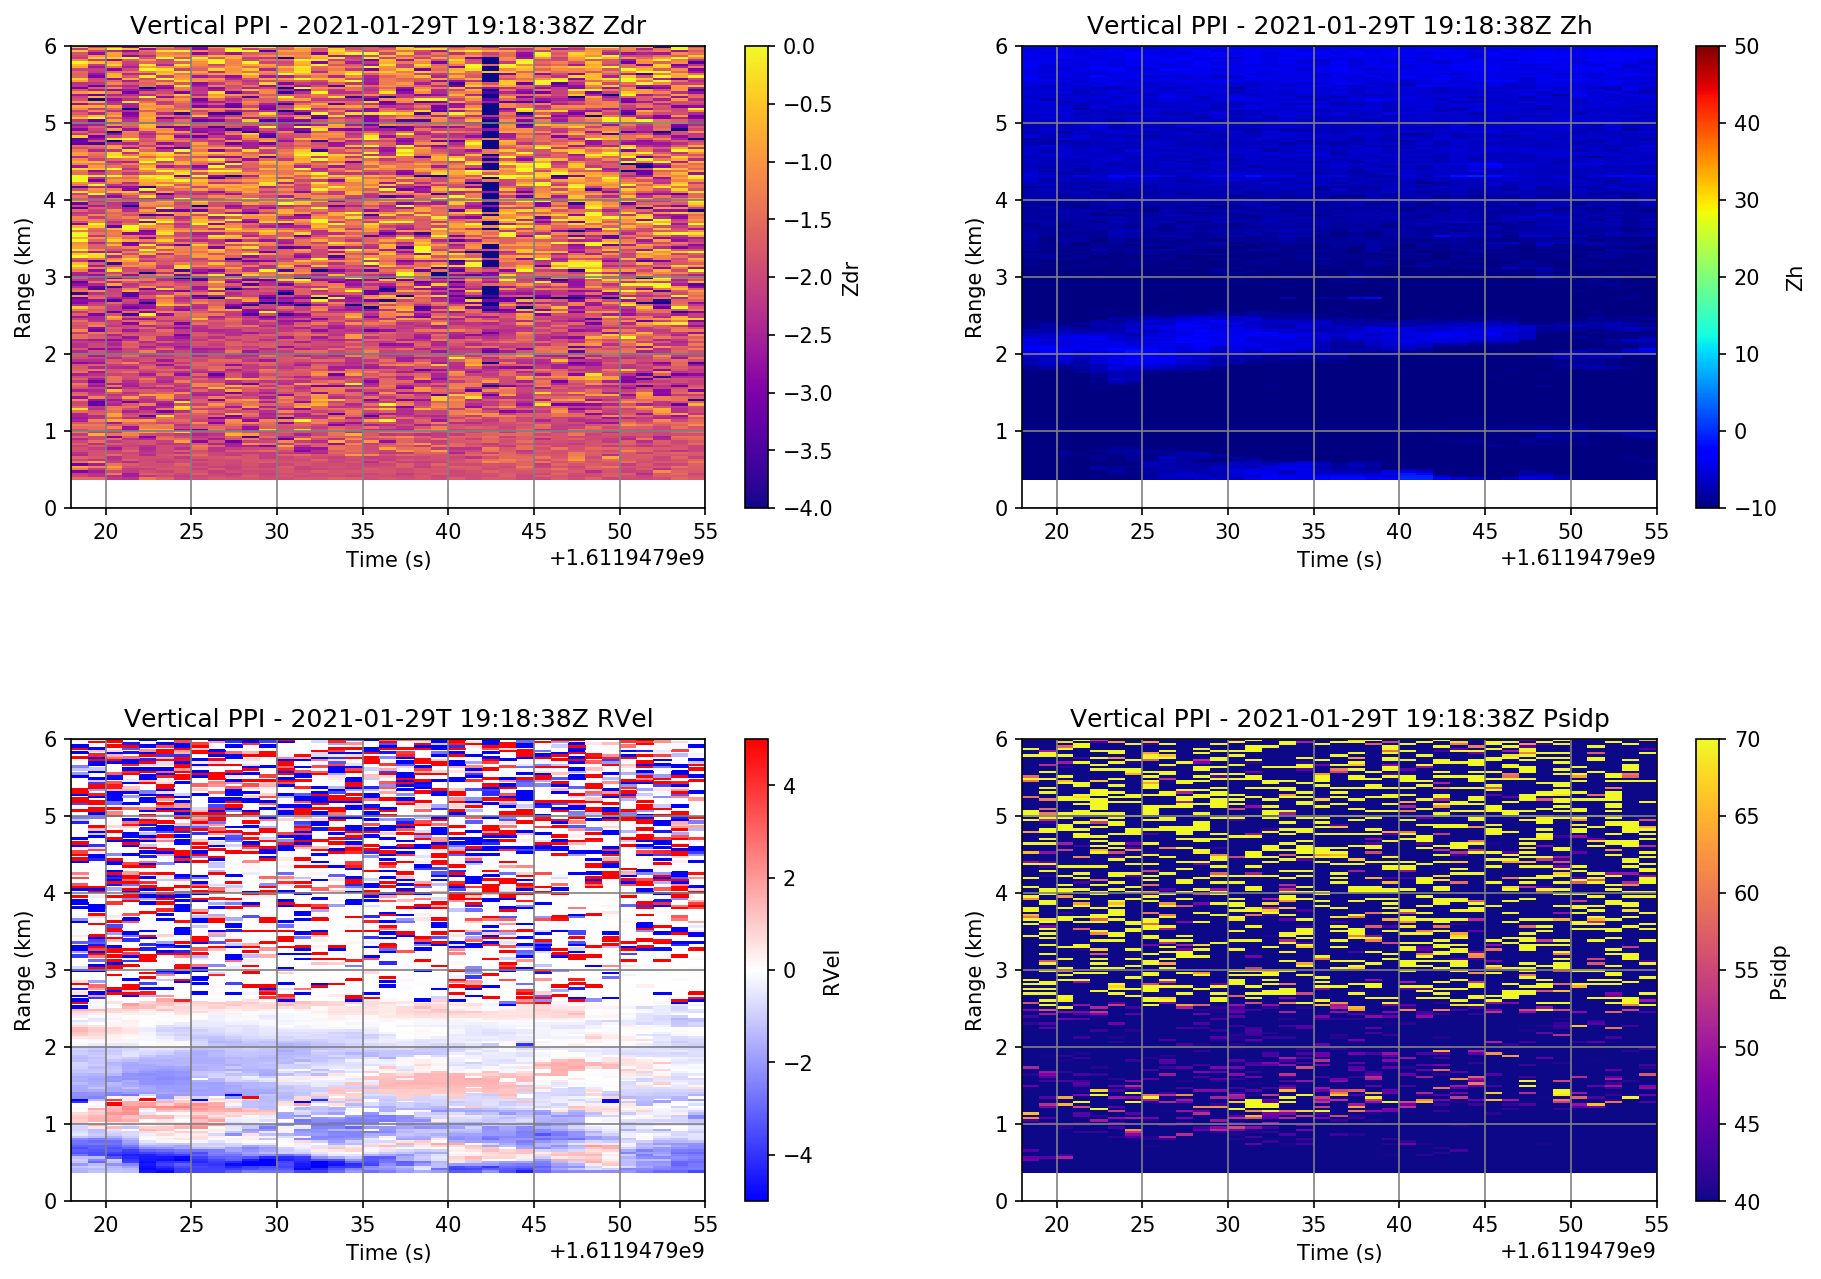 Vertical PPI - 2021-01-29T 19:18:38Z Zdr
6
5
4
3
2
1
0
Range (km)
20 25 30 35 40 45 50 55
Time (s)
+1.6119479e9
0.0
−0.5
−1.0
−1.5
−2.0
−2.5
−3.0
−3.5
−4.0
Zdr
Vertical PPI - 2021-01-29T 19:18:38Z Zh
6
5
4
3
2
1
0
Range (km)
20 25 30 35 40 45 50 55
Time (s)
+1.6119479e9
50
40
30
20
10
0
−10
Zh
Vertical PPI - 2021-01-29T 19:18:38Z RVel
6
5
4
3
2
1
0
Range (km)
20 25 30 35 40 45 50 55
Time (s)
+1.6119479e9
4
2
0
−2
−4
RVel
Vertical PPI - 2021-01-29T 19:18:38Z Psidp
6
5
4
3
2
1
0
Range (km)
20 25 30 35 40 45 50 55
Time (s)
+1.6119479e9
70
65
60
55
50
45
40
Psidp